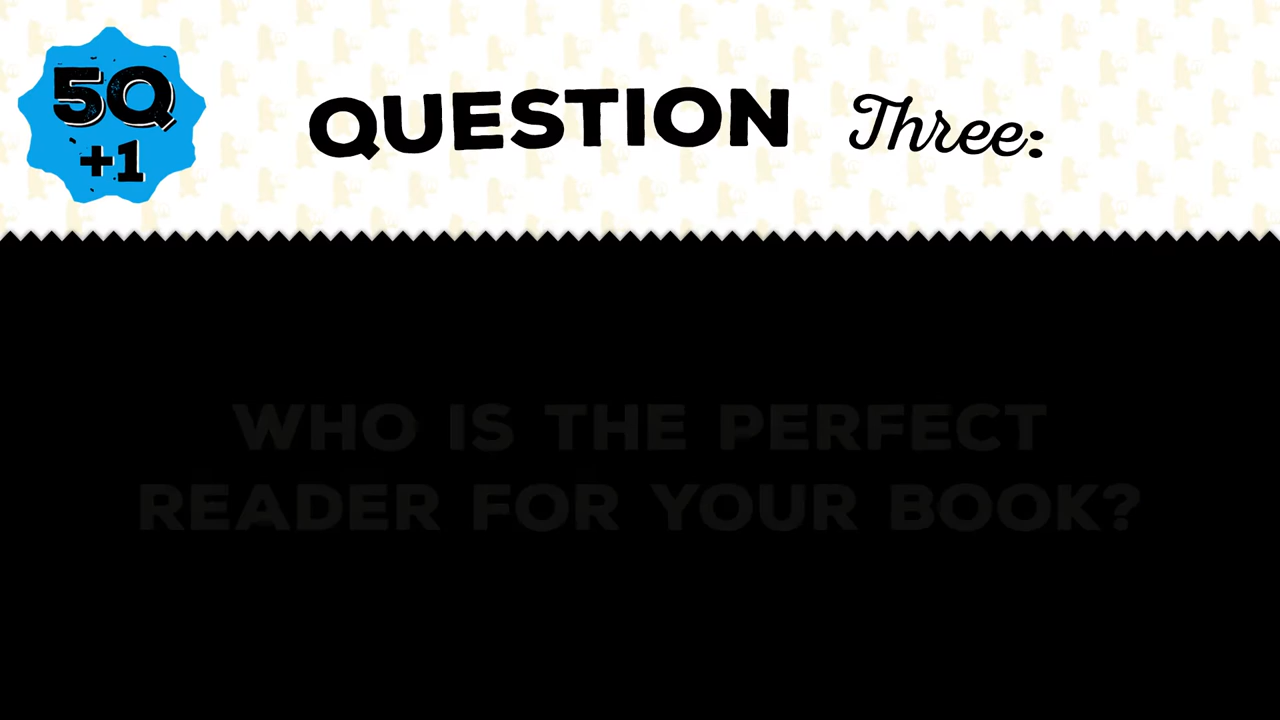 5Q
+1
QUESTION Three:
WHO IS THE PERFECT
READER FOR YOUR BOOK?